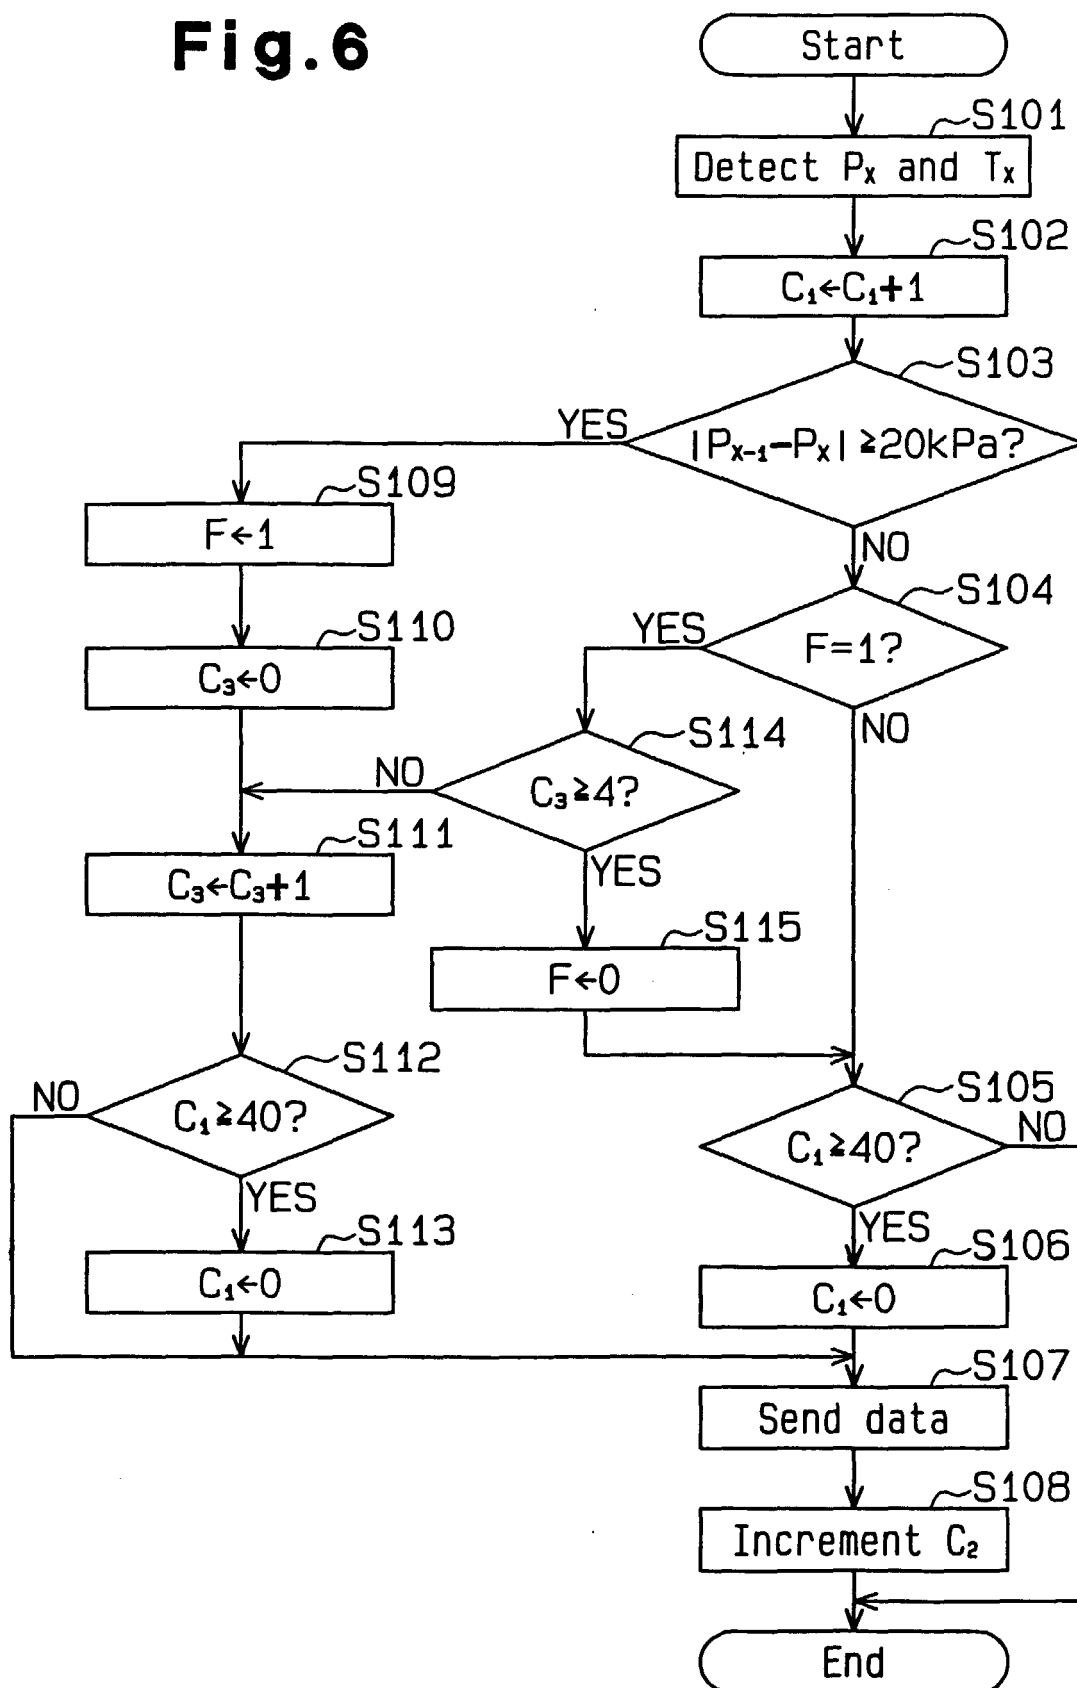 Fig.6
Start
S101
Detect Pₓ and Tₓ
S102
C₁←C₁+1
S103
|Pₓ₋₁−Pₓ| ≧20kPa?
YES
NO
S109
F←1
S104
F=1?
YES
NO
S110
C₃←0
S114
C₃≧4?
NO
YES
S111
C₃←C₃+1
S115
F←0
S112
C₁≧40?
NO
YES
S105
C₁≧40?
NO
YES
S113
C₁←0
S106
C₁←0
S107
Send data
S108
Increment C₂
End